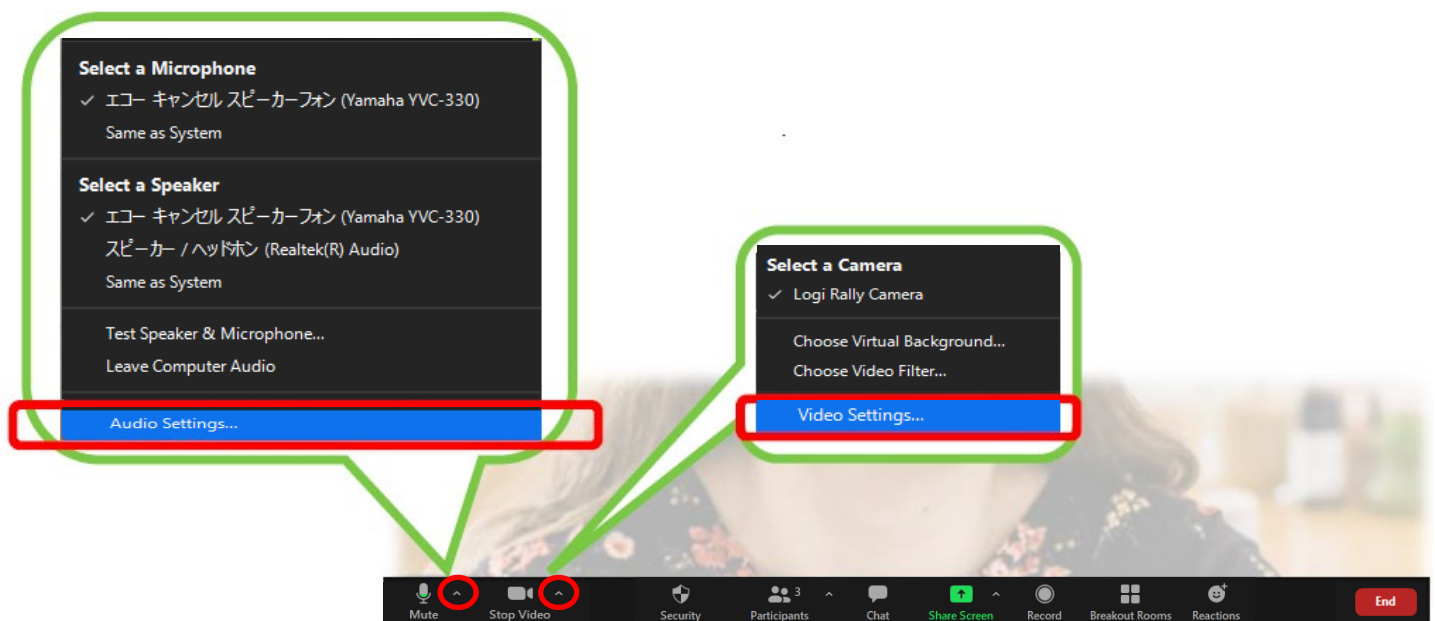 Select a Microphone
✓ エコー キャンセル スピーカーフォン (Yamaha YVC-330)
Same as System
Select a Speaker
✓ エコー キャンセル スピーカーフォン (Yamaha YVC-330)
スピーカー / ヘッドホン (Realtek(R) Audio)
Same as System
Test Speaker & Microphone...
Leave Computer Audio
Audio Settings...
Select a Camera
✓ Logi Rally Camera
Choose Virtual Background...
Choose Video Filter...
Video Settings...
Mute
Stop Video
Security
Participants 3
Chat
Share Screen
Record
Breakout Rooms
Reactions
End